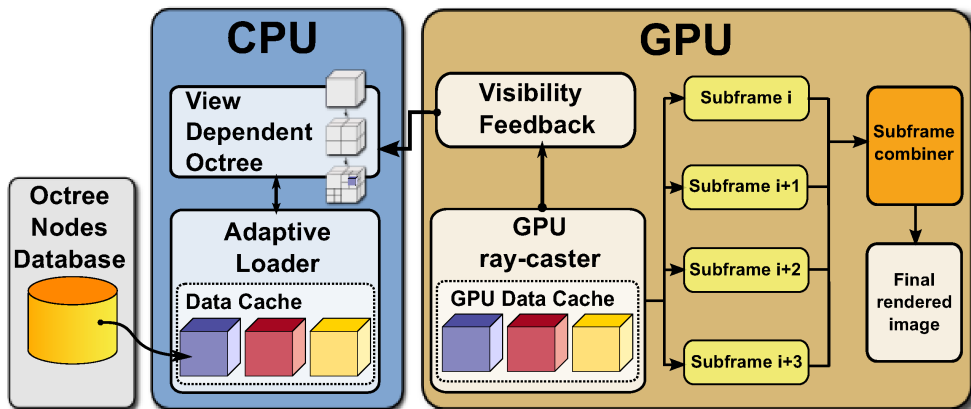 CPU
GPU
View
Dependent
Octree
Visibility
Feedback
Subframe i
Subframe
combiner
Subframe i+1
Octree
Nodes
Database
Adaptive
Loader
Data Cache
GPU
ray-caster
GPU Data Cache
Subframe i+2
Subframe i+3
Final
rendered
image